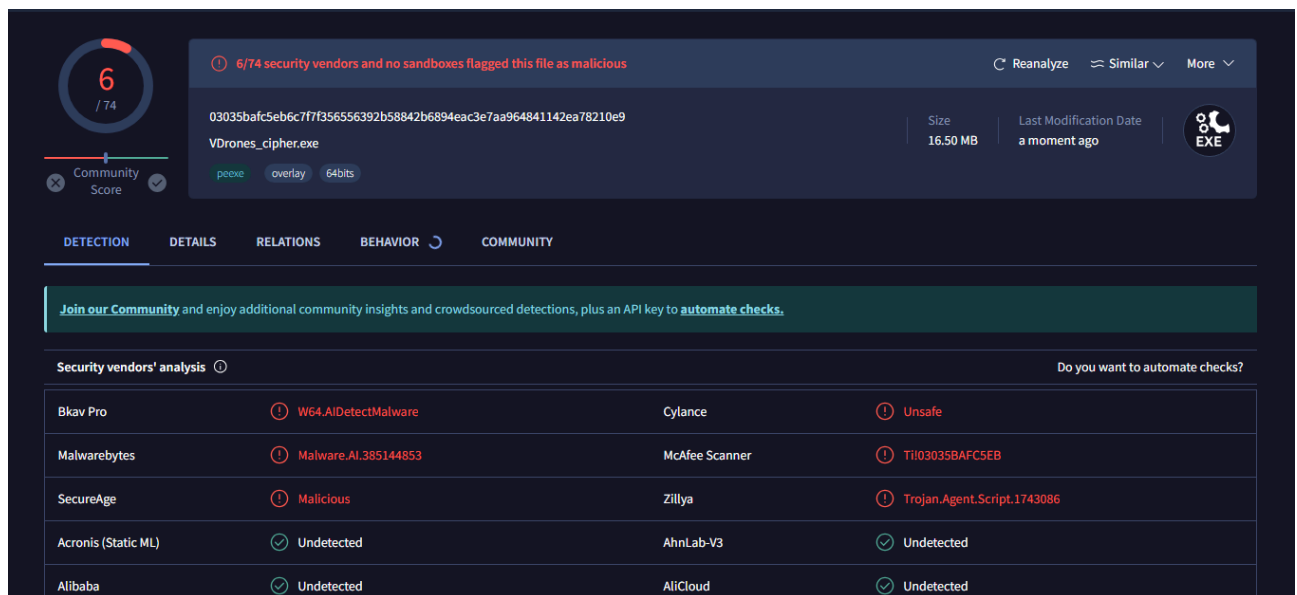 6
/ 74
Community
Score
6/74 security vendors and no sandboxes flagged this file as malicious
Reanalyze Similar More
03035bafc5eb6c7f7f356556392b58842b6894eac3e7aa964841142ea78210e9
VDrones_cipher.exe
peexe overlay 64bits
Size
16.50 MB
Last Modification Date
a moment ago
EXE
DETECTION DETAILS RELATIONS BEHAVIOR COMMUNITY
Join our Community and enjoy additional community insights and crowdsourced detections, plus an API key to automate checks.
Security vendors' analysis Do you want to automate checks?
Bkav Pro W64.AIDetectMalware Cylance Unsafe
Malwarebytes Malware.AI.385144853 McAfee Scanner Ti!03035BAFC5EB
SecureAge Malicious Zillya Trojan.Agent.Script.1743086
Acronis (Static ML) Undetected AhnLab-V3 Undetected
Alibaba Undetected AliCloud Undetected